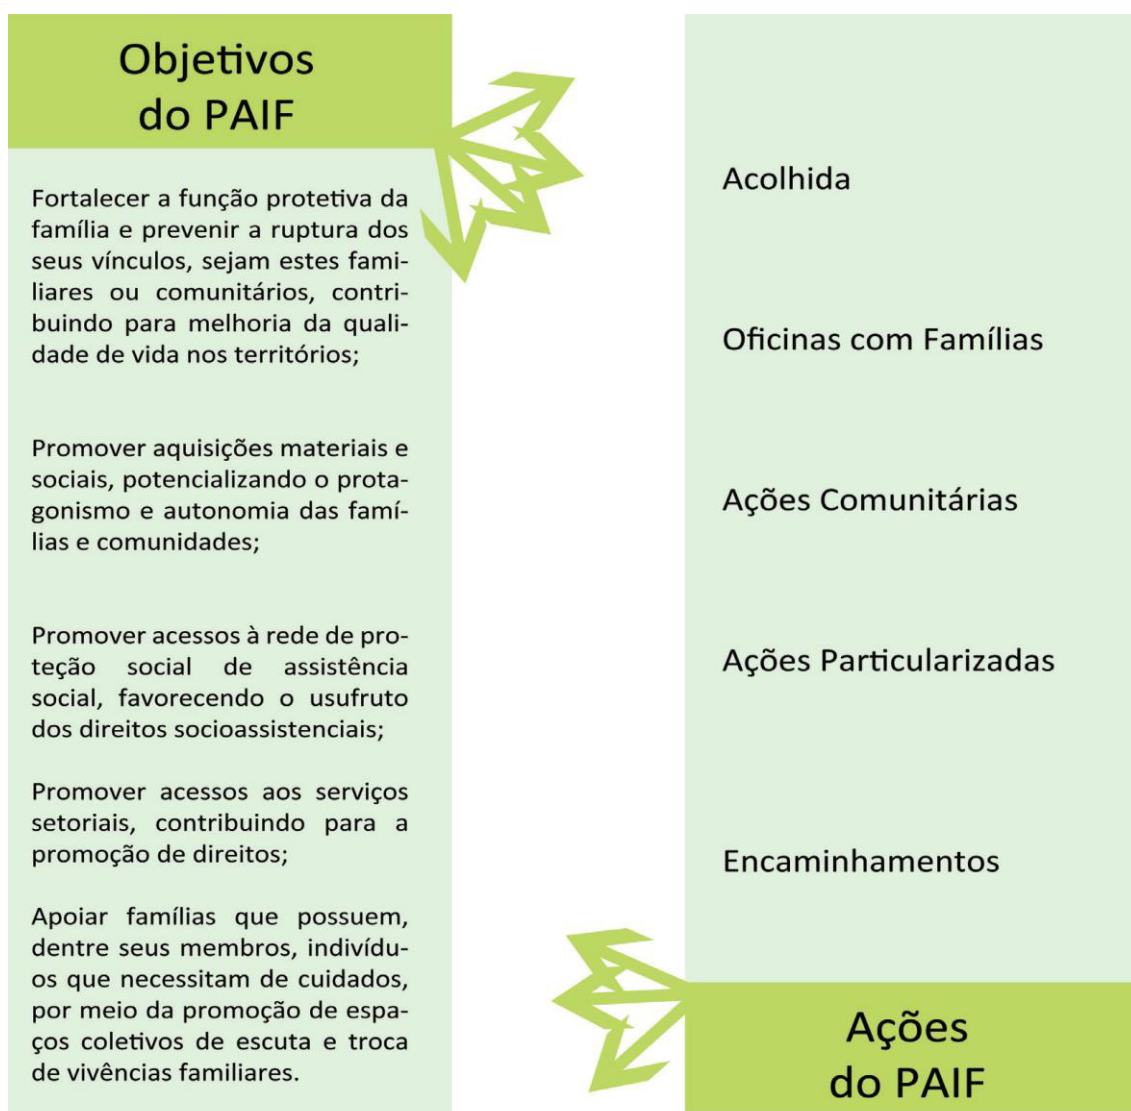 Objetivos
do PAIF
Fortalecer a função protetiva da
família e prevenir a ruptura dos
seus vínculos, sejam estes fami-
liares ou comunitários, contri-
buindo para melhoria da quali-
dade de vida nos territórios;
Promover aquisições materiais e
sociais, potencializando o prota-
gonismo e autonomia das famí-
lias e comunidades;
Promover acessos à rede de pro-
teção social de assistência
social, favorecendo o usufruto
dos direitos socioassistenciais;
Promover acessos aos serviços
setoriais, contribuindo para a
promoção de direitos;
Apoiar famílias que possuem,
dentre seus membros, indivídu-
os que necessitam de cuidados,
por meio da promoção de espa-
ços coletivos de escuta e troca
de vivências familiares.
Acolhida
Oficinas com Famílias
Ações Comunitárias
Ações Particularizadas
Encaminhamentos
Ações
do PAIF